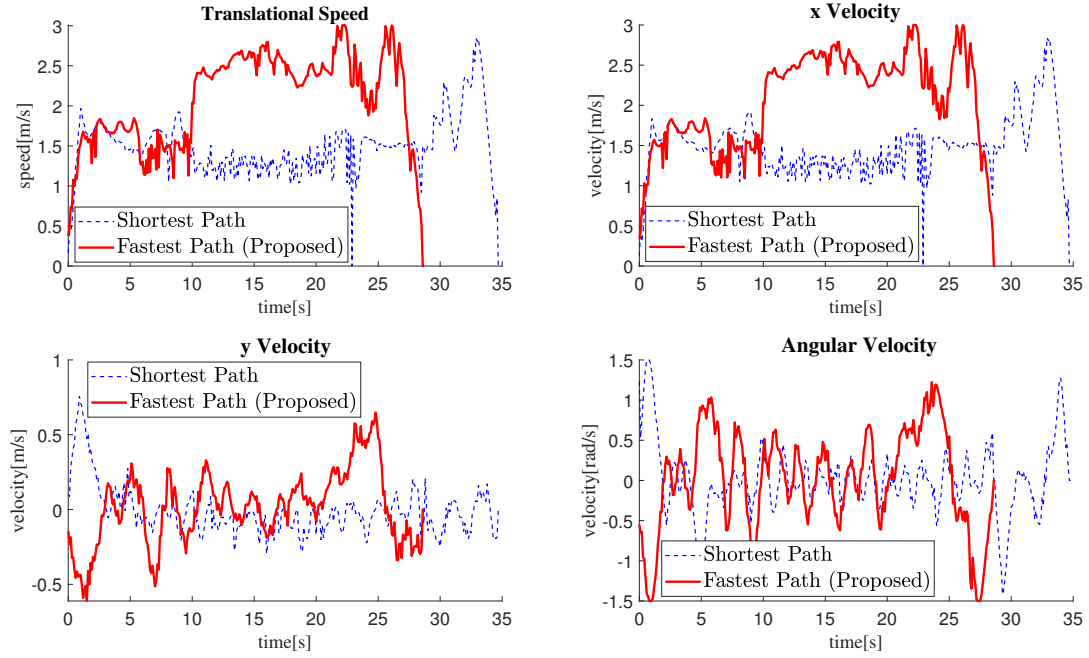 Translational Speed
3
2.5
2
1.5
1
0.5
0
speed[m/s]
Shortest Path
Fastest Path (Proposed)
0 5 10 15 20 25 30 35
time[s]
x Velocity
3
2.5
2
1.5
1
0.5
0
velocity[m/s]
Shortest Path
Fastest Path (Proposed)
0 5 10 15 20 25 30 35
time[s]
y Velocity
1
0.5
0
-0.5
velocity[m/s]
Shortest Path
Fastest Path (Proposed)
0 5 10 15 20 25 30 35
time[s]
Angular Velocity
1.5
1
0.5
0
-0.5
-1
-1.5
velocity[rad/s]
Shortest Path
Fastest Path (Proposed)
0 5 10 15 20 25 30 35
time[s]